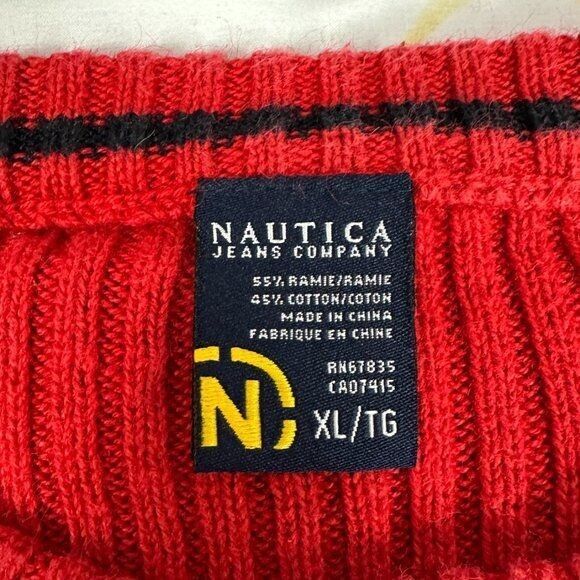 NAUTICA
JEANS COMPANY
55% RAMIE/RAMIE
45% COTTON/COTON
MADE IN CHINA
FABRIQUE EN CHINE
RN67835
CA07415
N
XL/TG